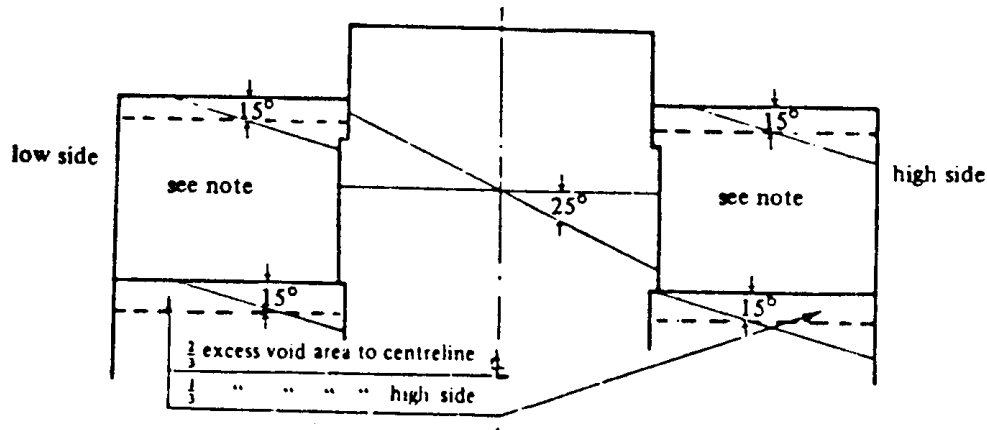 15°
15°
low side
see note
25°
see note
high side
15°
15°
⅔ excess void area to centreline
℄
⅓ “ “ “ “ high side